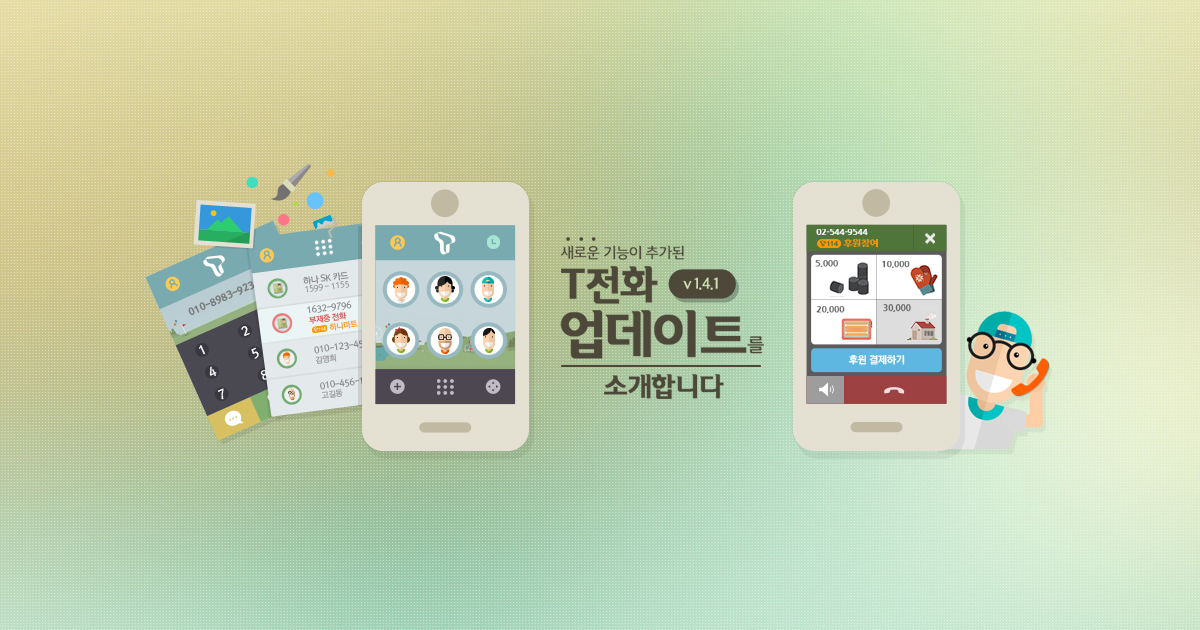 010-8983-923
1
2
4
5
7
8
하나 SK 카드
1599 - 1155
1632-9796
부재중 전화
114 하나마트
010-123-45
김영희
010-456-1
고길동
새로운 기능이 추가된
T전화 v 1.4.1
업데이트를
소개합니다
02-544-9544
114 후원참여
5,000
10,000
20,000
30,000
후원 결제하기